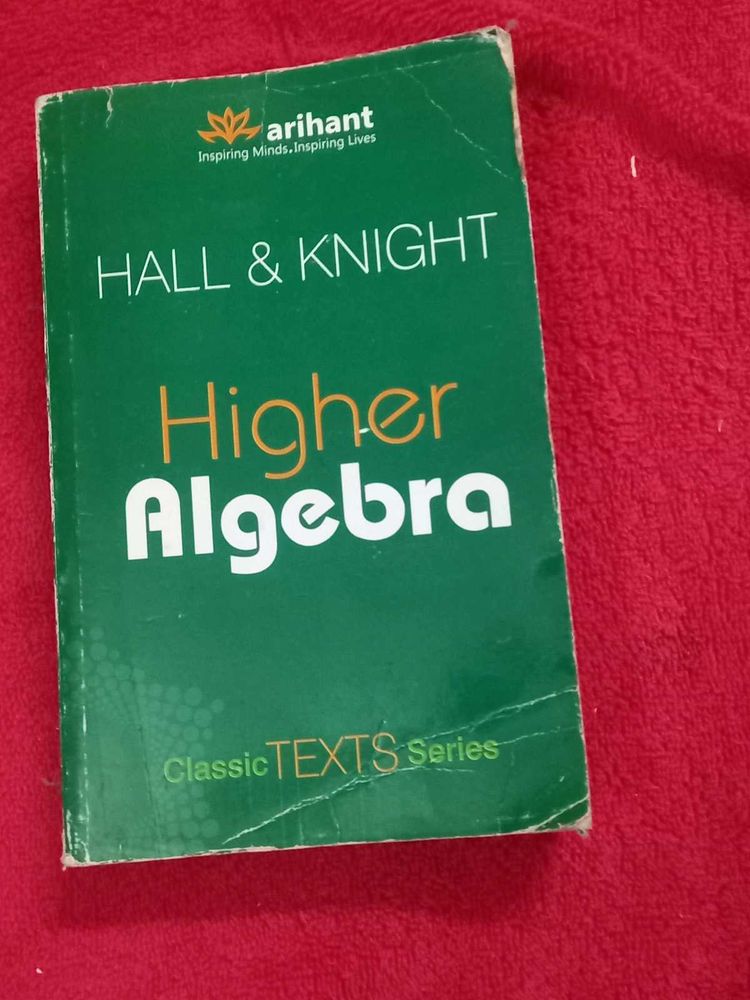 arihant
Inspiring Minds.Inspiring Lives
HALL & KNIGHT
Higher
Algebra
Classic TEXTS Series